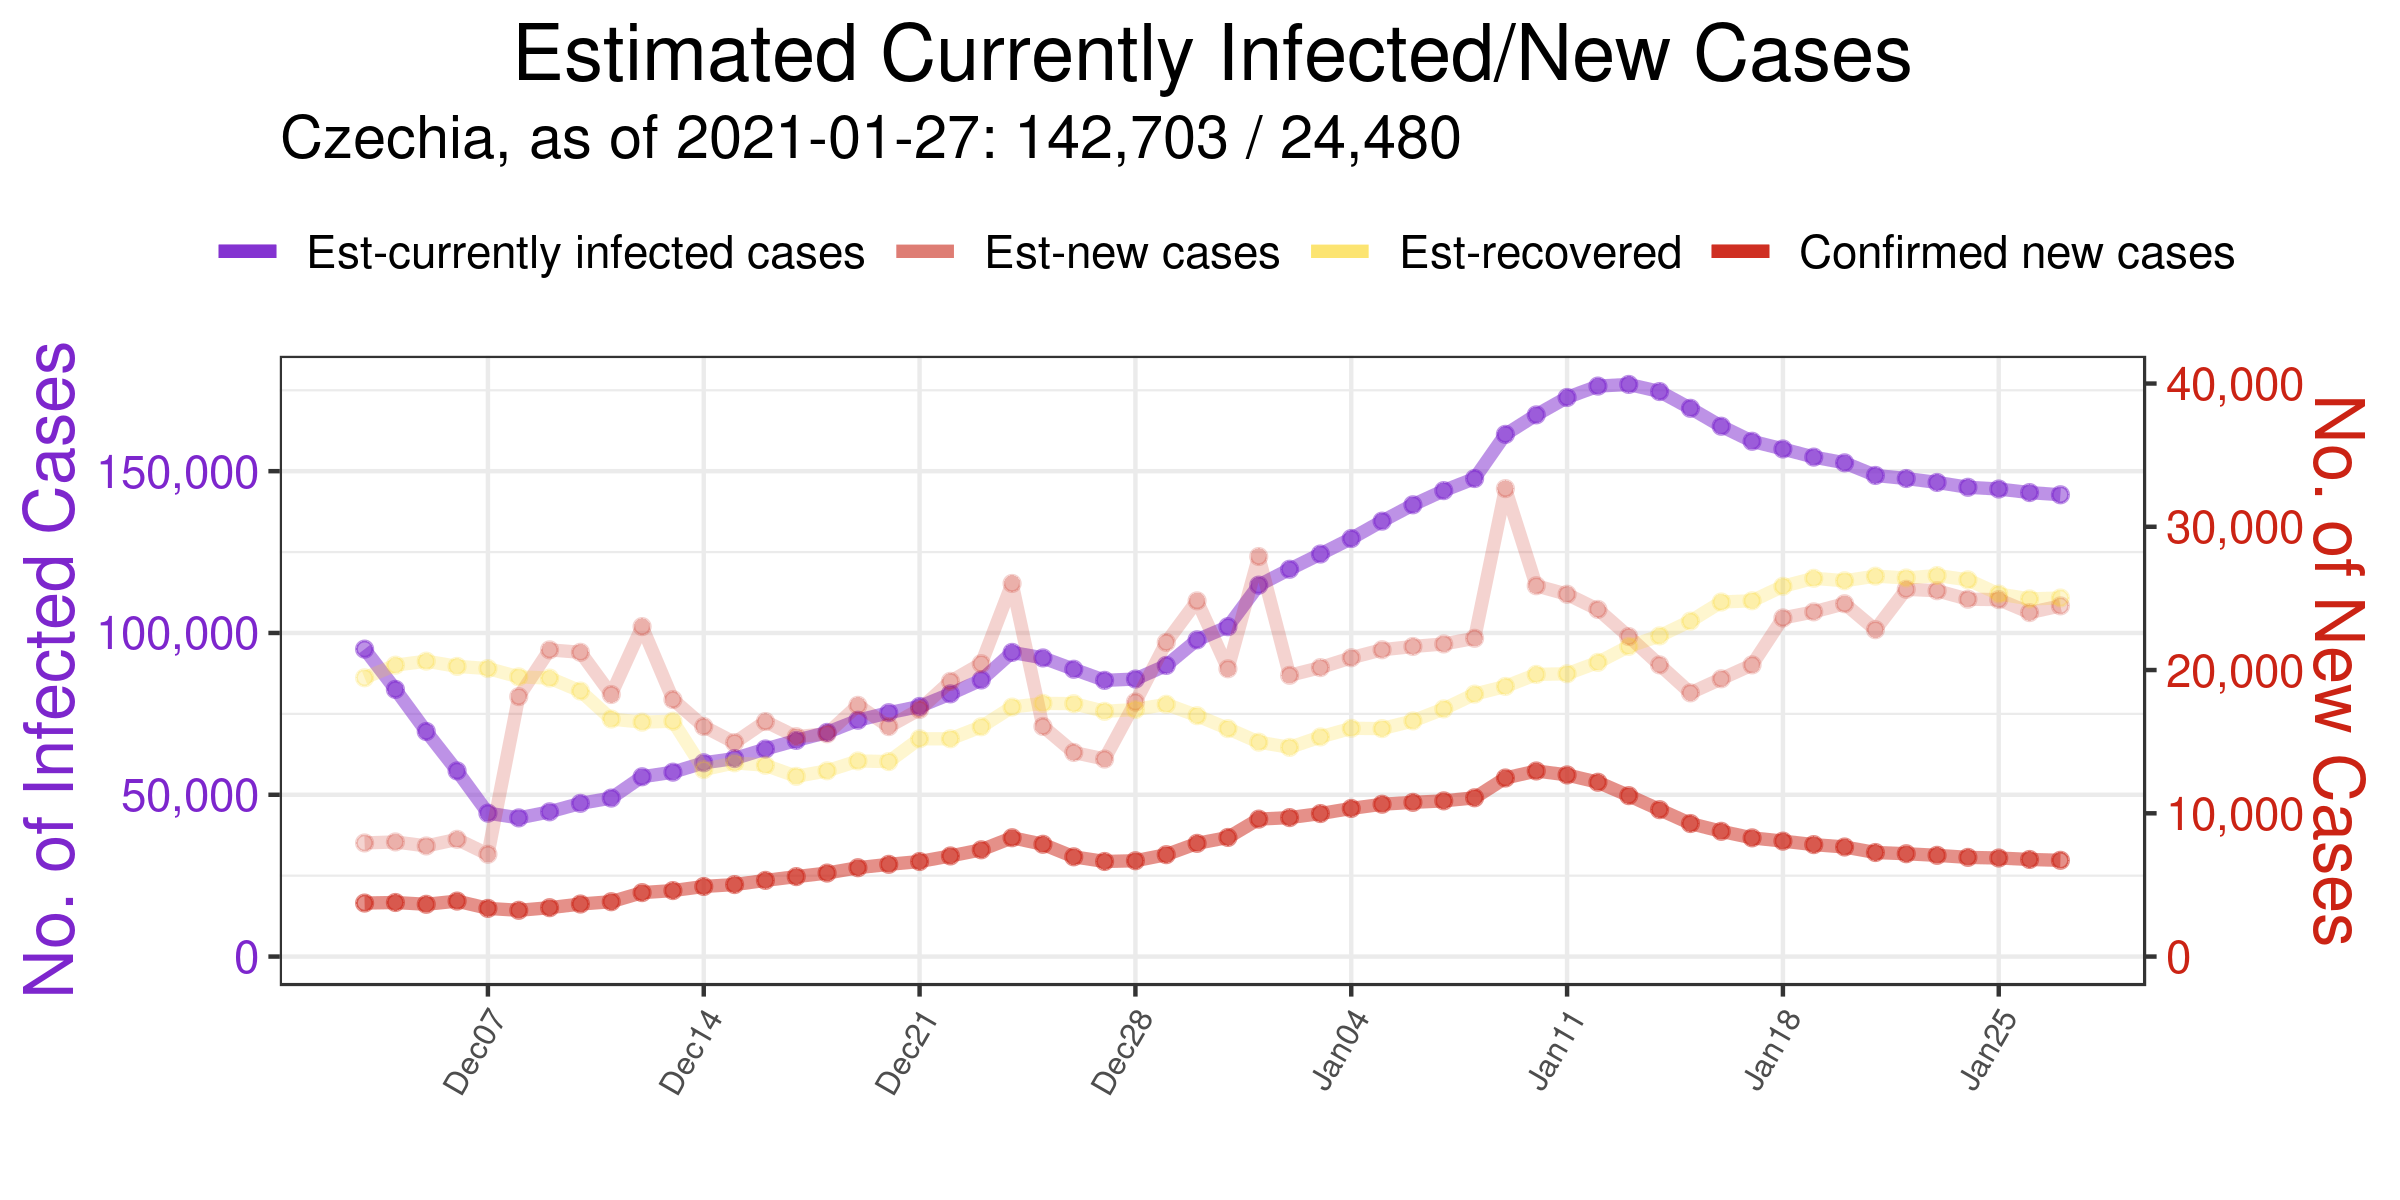 Estimated Currently Infected/New Cases
Czechia, as of 2021-01-27: 142,703 / 24,480
Est-currently infected cases Est-new cases Est-recovered Confirmed new cases
No. of Infected Cases
150,000
100,000
50,000
0
40,000
30,000
20,000
10,000
0
No. of New Cases
Dec07 Dec14 Dec21 Dec28 Jan04 Jan11 Jan18 Jan25